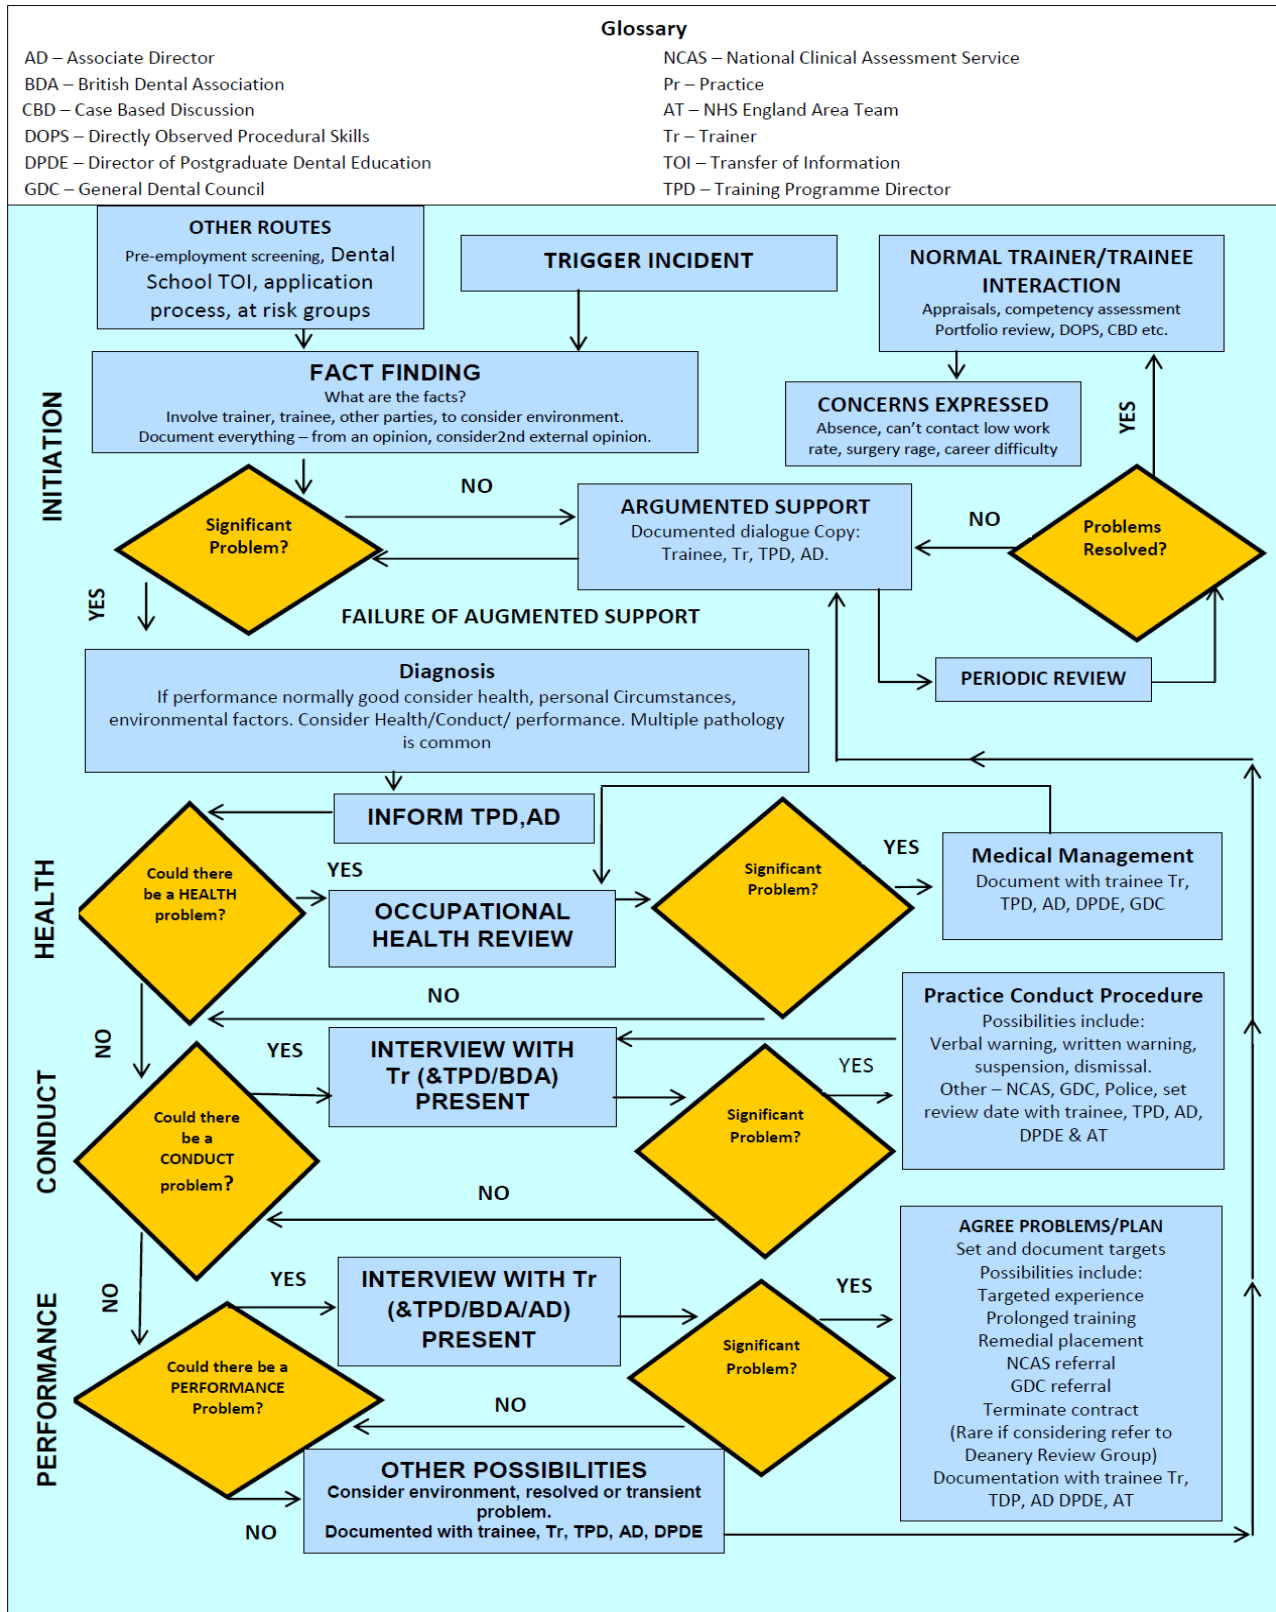 Glossary
AD – Associate Director
BDA – British Dental Association
CBD – Case Based Discussion
DOPS – Directly Observed Procedural Skills
DPDE – Director of Postgraduate Dental Education
GDC – General Dental Council
NCAS – National Clinical Assessment Service
Pr – Practice
AT – NHS England Area Team
Tr – Trainer
TOI – Transfer of Information
TPD – Training Programme Director
OTHER ROUTES
Pre-employment screening, Dental
School TOI, application
process, at risk groups
TRIGGER INCIDENT
NORMAL TRAINER/TRAINEE
INTERACTION
Appraisals, competency assessment
Portfolio review, DOPS, CBD etc.
INITIATION
FACT FINDING
What are the facts?
Involve trainer, trainee, other parties, to consider environment.
Document everything – from an opinion, consider2nd external opinion.
CONCERNS EXPRESSED
Absence, can't contact low work
rate, surgery rage, career difficulty
YES
Significant
Problem?
NO
ARGUMENTED SUPPORT
Documented dialogue Copy:
Trainee, Tr, TPD, AD.
NO
Problems
Resolved?
YES
FAILURE OF AUGMENTED SUPPORT
PERIODIC REVIEW
Diagnosis
If performance normally good consider health, personal Circumstances,
environmental factors. Consider Health/Conduct/ performance. Multiple pathology
is common
INFORM TPD,AD
HEALTH
Could there
be a HEALTH
problem?
YES
OCCUPATIONAL
HEALTH REVIEW
Significant
Problem?
YES
Medical Management
Document with trainee Tr,
TPD, AD, DPDE, GDC
NO
NO
CONDUCT
Could there
be a
CONDUCT
problem?
YES
INTERVIEW WITH
Tr (&TPD/BDA)
PRESENT
Significant
Problem?
YES
Practice Conduct Procedure
Possibilities include:
Verbal warning, written warning,
suspension, dismissal.
Other – NCAS, GDC, Police, set
review date with trainee, TPD, AD,
DPDE & AT
NO
NO
PERFORMANCE
Could there be a
PERFORMANCE
Problem?
YES
INTERVIEW WITH Tr
(&TPD/BDA/AD)
PRESENT
Significant
Problem?
YES
AGREE PROBLEMS/PLAN
Set and document targets
Possibilities include:
Targeted experience
Prolonged training
Remedial placement
NCAS referral
GDC referral
Terminate contract
(Rare if considering refer to
Deanery Review Group)
Documentation with trainee Tr,
TDP, AD DPDE, AT
NO
NO
OTHER POSSIBILITIES
Consider environment, resolved or transient
problem.
Documented with trainee, Tr, TPD, AD, DPDE